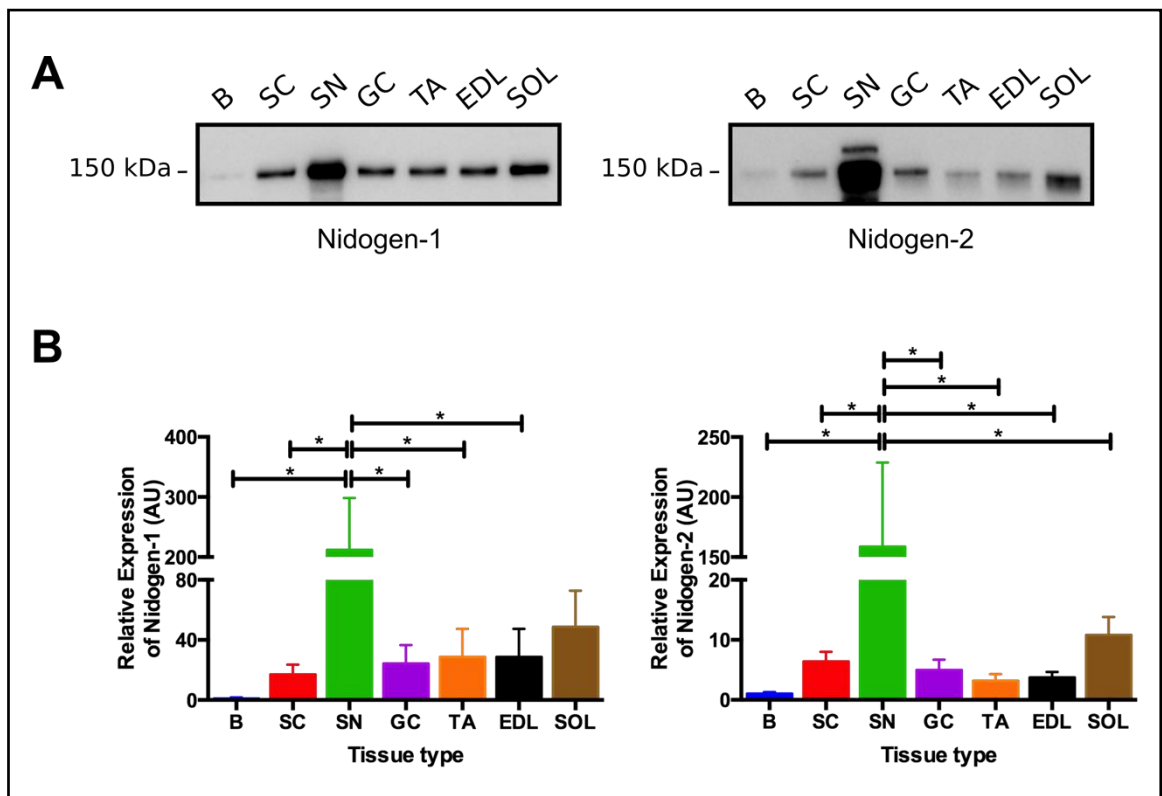 A
B SC SN GC TA EDL SOL
150 kDa -
Nidogen-1
B SC SN GC TA EDL SOL
150 kDa -
Nidogen-2
B
* * * * *
400
300
200
80
40
0
Relative Expression
of Nidogen-1 (AU)
B SC SN GC TA EDL SOL
Tissue type
* * * * * *
250
200
150
20
10
0
Relative Expression
of Nidogen-2 (AU)
B SC SN GC TA EDL SOL
Tissue type